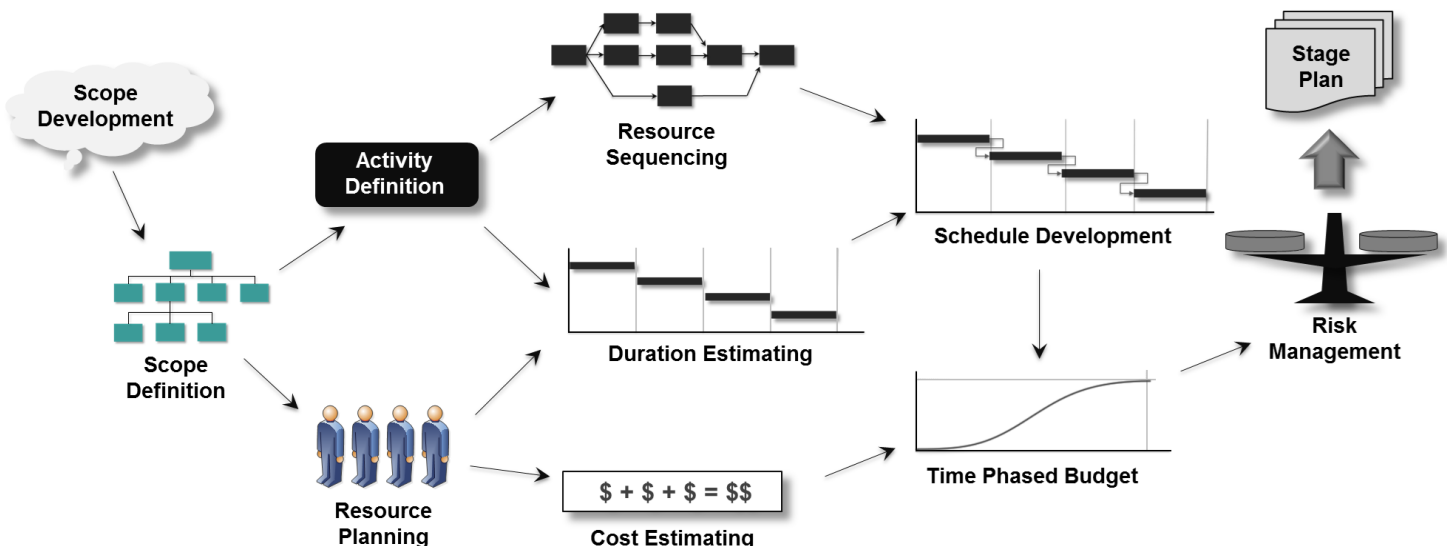 Scope
Development
Scope
Definition
Activity
Definition
Resource
Planning
Resource
Sequencing
Duration Estimating
$ + $ + $ = $$
Cost Estimating
Schedule Development
Time Phased Budget
Risk
Management
Stage
Plan